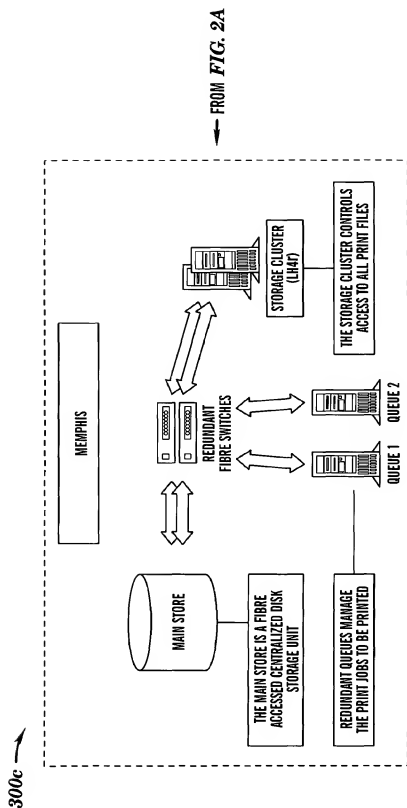 300c
FROM FIG. 2A
MEMPHIS
MAIN STORE
REDUNDANT
FIBRE SWITCHES
STORAGE CLUSTER
(LH4r)
THE MAIN STORE IS A FIBRE
ACCESSED CENTRALIZED DISK
STORAGE UNIT
THE STORAGE CLUSTER CONTROLS
ACCESS TO ALL PRINT FILES
REDUNDANT QUEUES MANAGE
THE PRINT JOBS TO BE PRINTED
QUEUE 1
QUEUE 2